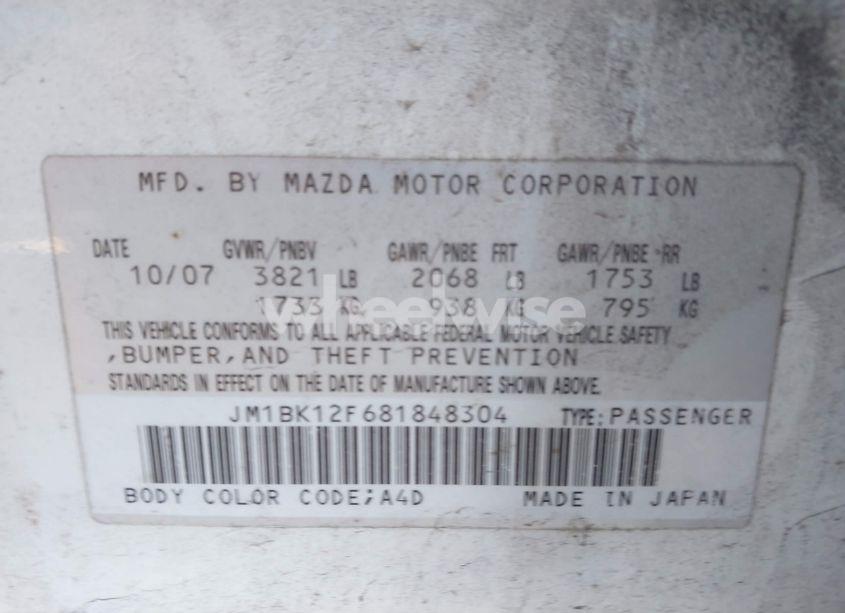 MFD. BY MAZDA MOTOR CORPORATION
DATE GVWR/PNBV GAWR/PNBE FRT GAWR/PNBE RR
10/07 3821 LB 2068 LB 1753 LB
1733 KG 938 KG 795 KG
wheelwise
THIS VEHICLE CONFORMS TO ALL APPLICABLE FEDERAL MOTOR VEHICLE SAFETY
,BUMPER,AND THEFT PREVENTION
STANDARDS IN EFFECT ON THE DATE OF MANUFACTURE SHOWN ABOVE.
JM1BK12F681848304 TYPE:PASSENGER
BODY COLOR CODE;A4D MADE IN JAPAN